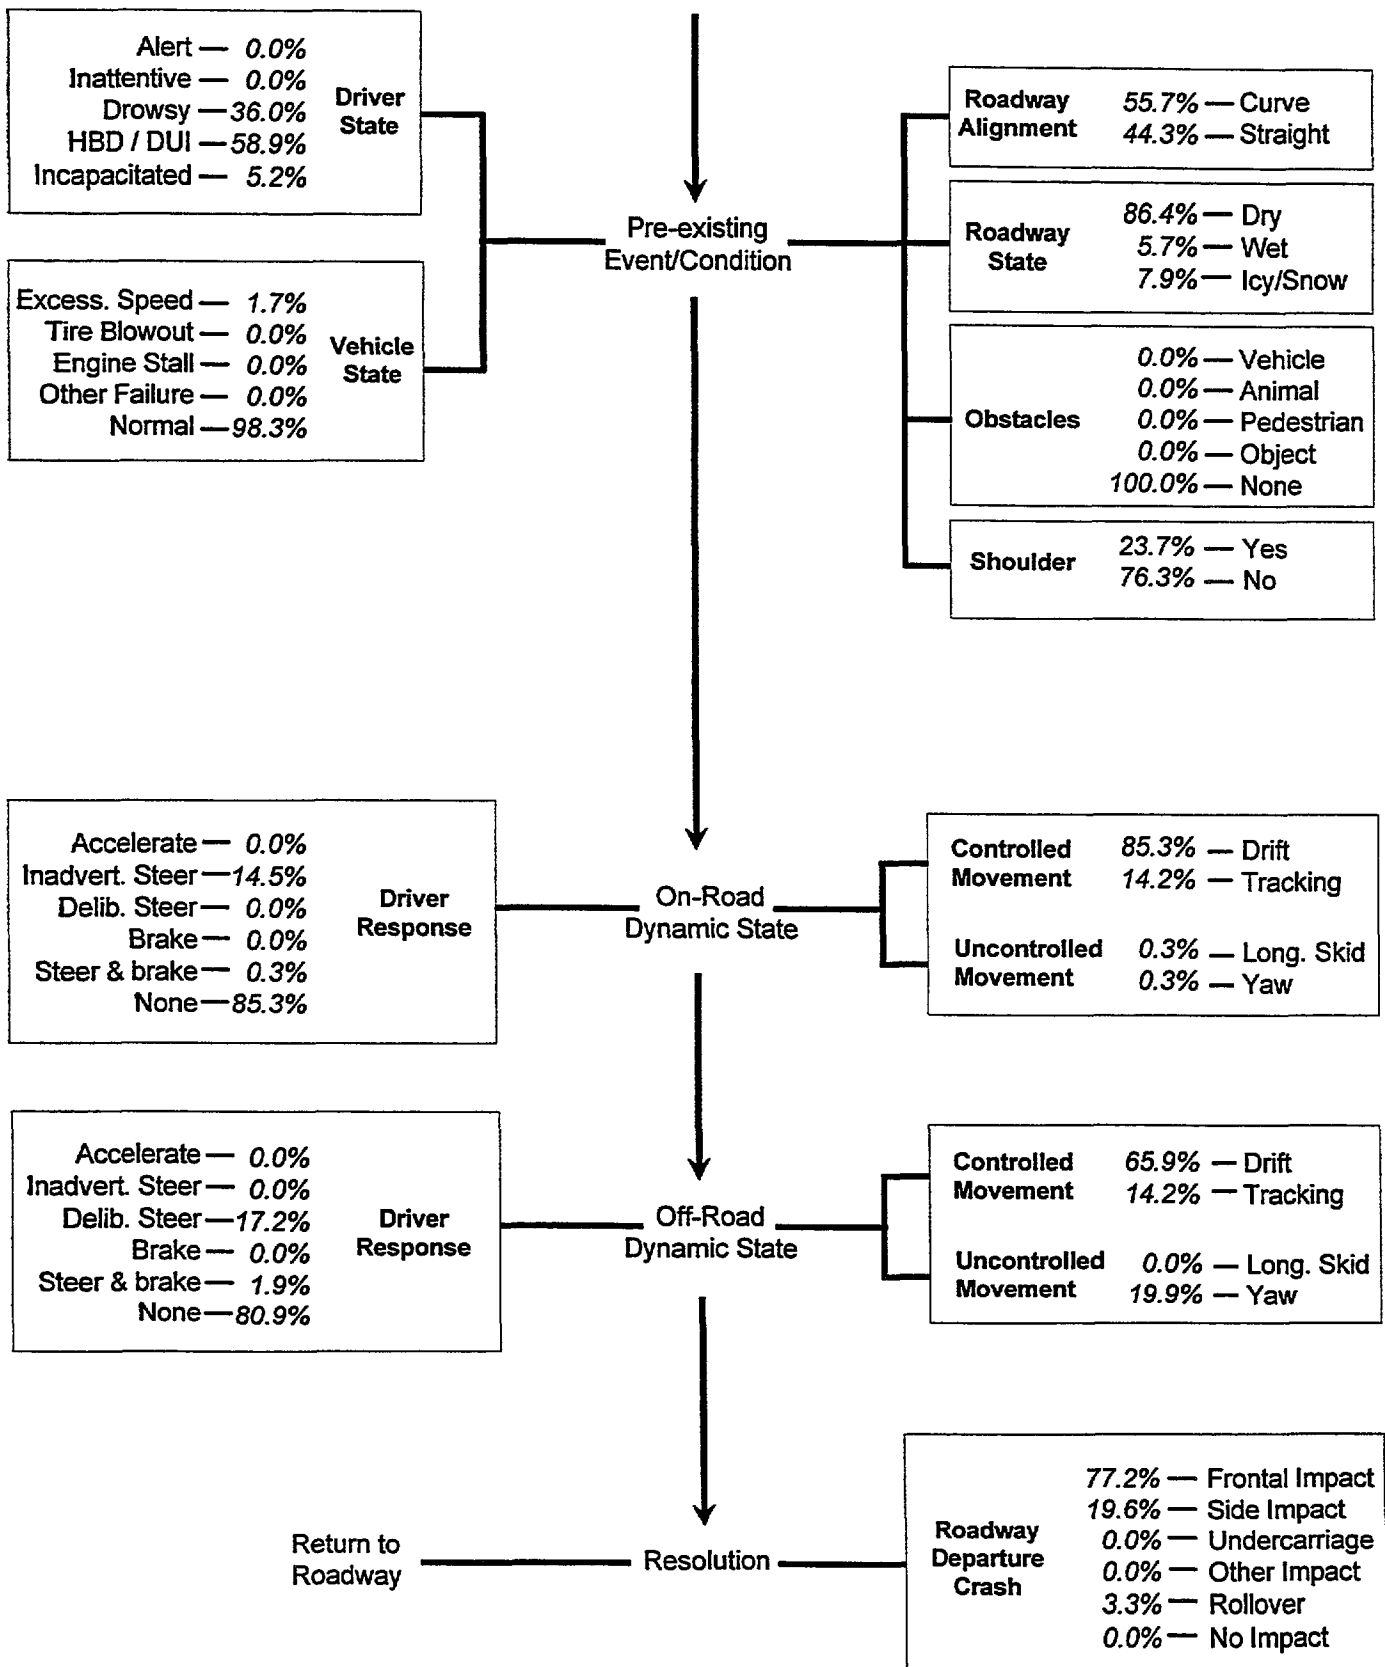 Alert — 0.0%
Inattentive — 0.0%
Drowsy — 36.0%
HBD / DUI — 58.9%
Incapacitated — 5.2%
Driver
State
Excess. Speed — 1.7%
Tire Blowout — 0.0%
Engine Stall — 0.0%
Other Failure — 0.0%
Normal — 98.3%
Vehicle
State
Pre-existing
Event/Condition
Roadway
Alignment
55.7% — Curve
44.3% — Straight
Roadway
State
86.4% — Dry
5.7% — Wet
7.9% — Icy/Snow
Obstacles
0.0% — Vehicle
0.0% — Animal
0.0% — Pedestrian
0.0% — Object
100.0% — None
Shoulder
23.7% — Yes
76.3% — No
Accelerate — 0.0%
Inadvert. Steer — 14.5%
Delib. Steer — 0.0%
Brake — 0.0%
Steer & brake — 0.3%
None — 85.3%
Driver
Response
On-Road
Dynamic State
Controlled
Movement
85.3% — Drift
14.2% — Tracking
Uncontrolled
Movement
0.3% — Long. Skid
0.3% — Yaw
Accelerate — 0.0%
Inadvert. Steer — 0.0%
Delib. Steer — 17.2%
Brake — 0.0%
Steer & brake — 1.9%
None — 80.9%
Driver
Response
Off-Road
Dynamic State
Controlled
Movement
65.9% — Drift
14.2% — Tracking
Uncontrolled
Movement
0.0% — Long. Skid
19.9% — Yaw
Return to
Roadway
Resolution
Roadway
Departure
Crash
77.2% — Frontal Impact
19.6% — Side Impact
0.0% — Undercarriage
0.0% — Other Impact
3.3% — Rollover
0.0% — No Impact